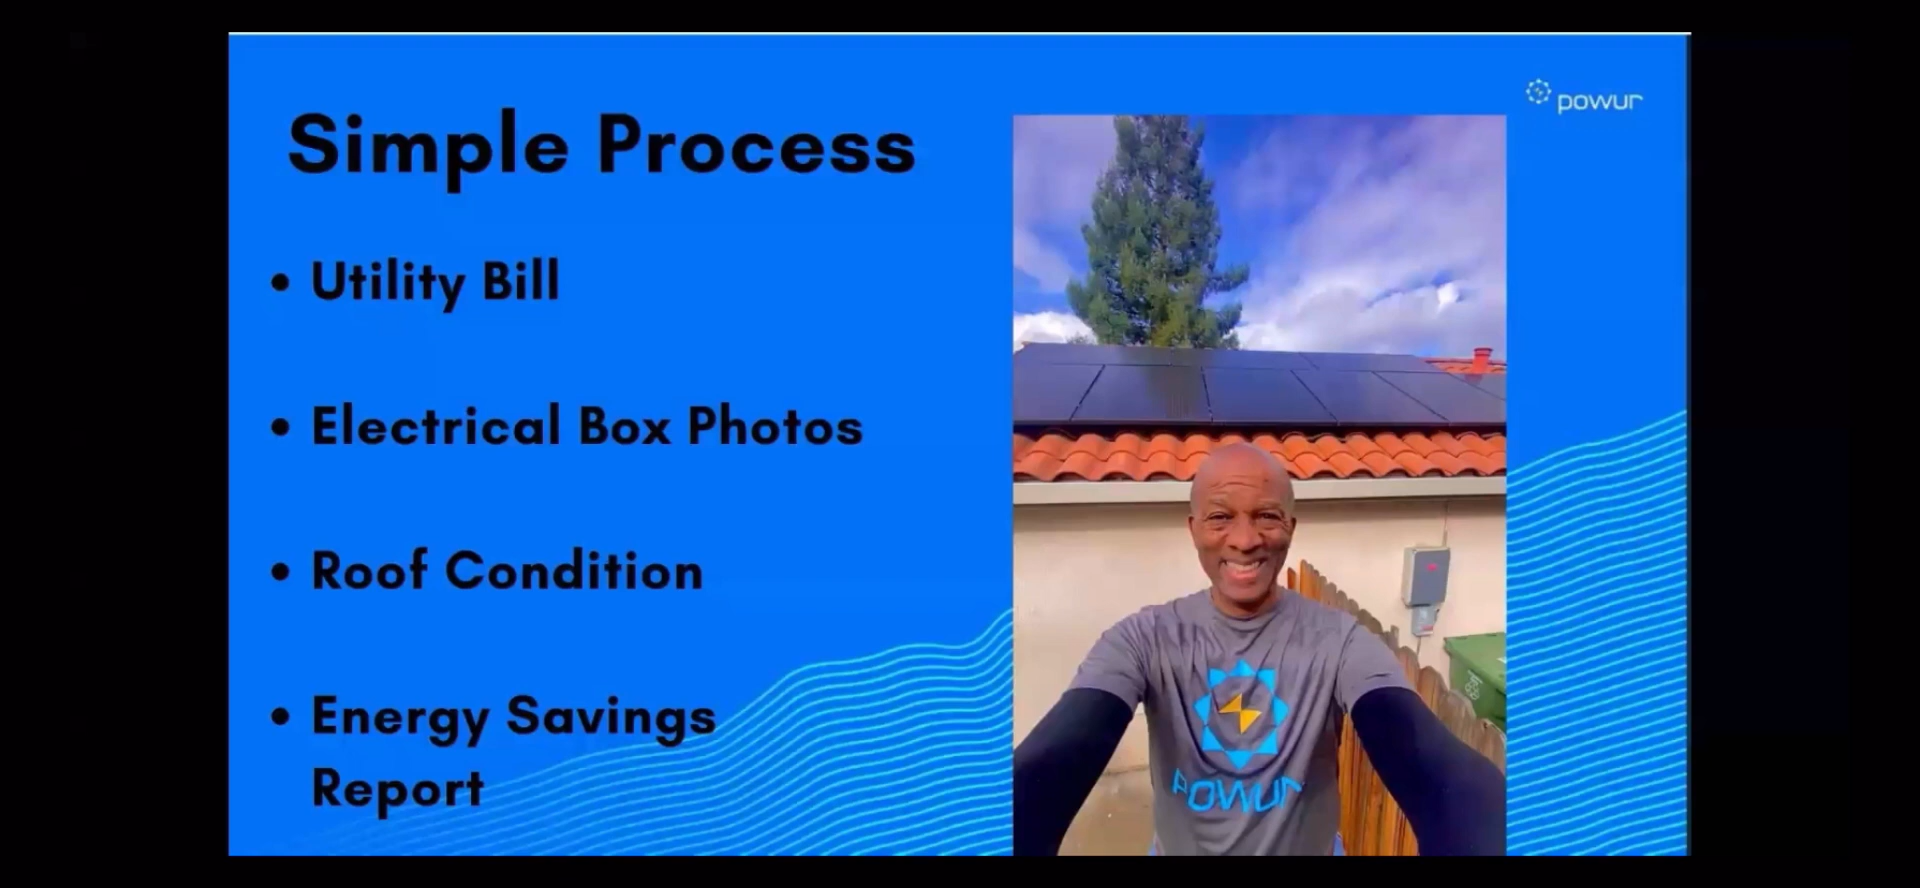 powur
Simple Process
• Utility Bill
• Electrical Box Photos
• Roof Condition
• Energy Savings
Report
POWUR